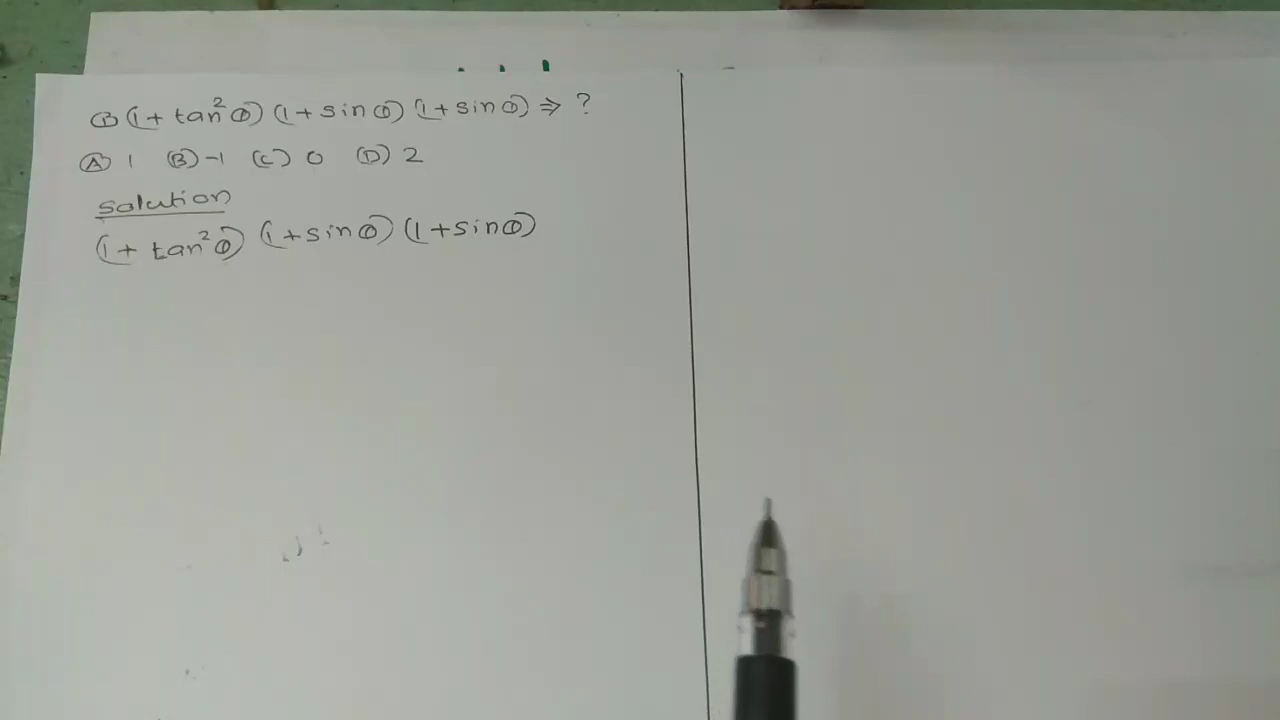 ③ (1 + tan²θ) (1 + sinθ) (1 + sinθ) ⇒ ?
Ⓐ 1 (B) -1 (C) 0 (D) 2
Solution
(1 + tan²θ) (1 + sinθ) (1 + sinθ)